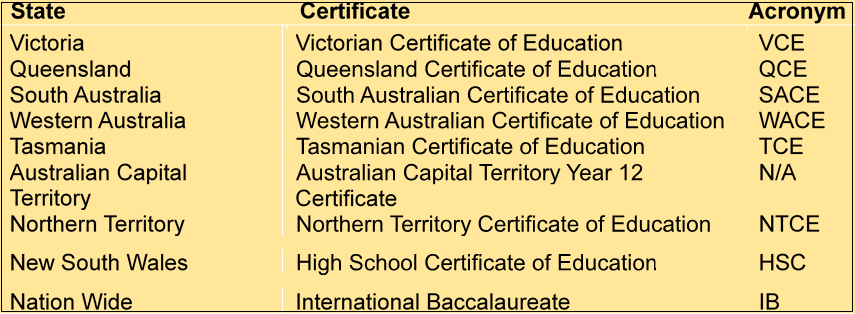 State Certificate Acronym
Victoria Victorian Certificate of Education VCE
Queensland Queensland Certificate of Education QCE
South Australia South Australian Certificate of Education SACE
Western Australia Western Australian Certificate of Education WACE
Tasmania Tasmanian Certificate of Education TCE
Australian Capital Australian Capital Territory Year 12 N/A
Territory Certificate
Northern Territory Northern Territory Certificate of Education NTCE
New South Wales High School Certificate of Education HSC
Nation Wide International Baccalaureate IB